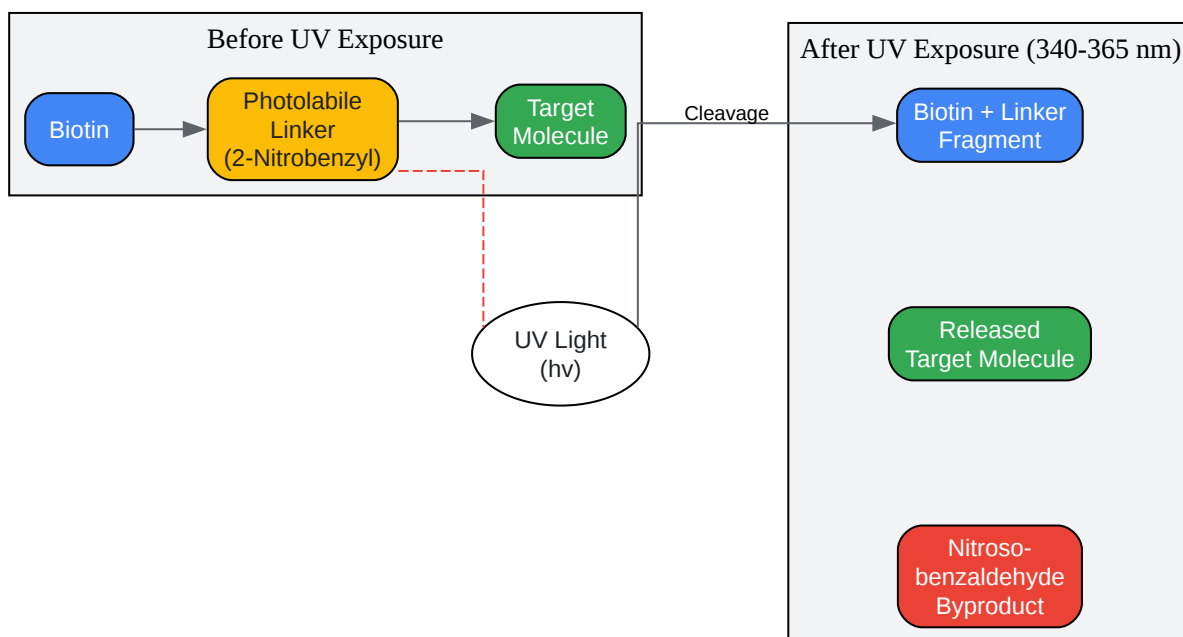 Before UV Exposure
Biotin
Photolabile
Linker
(2-Nitrobenzyl)
Target
Molecule
Cleavage
UV Light
(hv)
After UV Exposure (340-365 nm)
Biotin + Linker
Fragment
Released
Target Molecule
Nitroso-
benzaldehyde
Byproduct